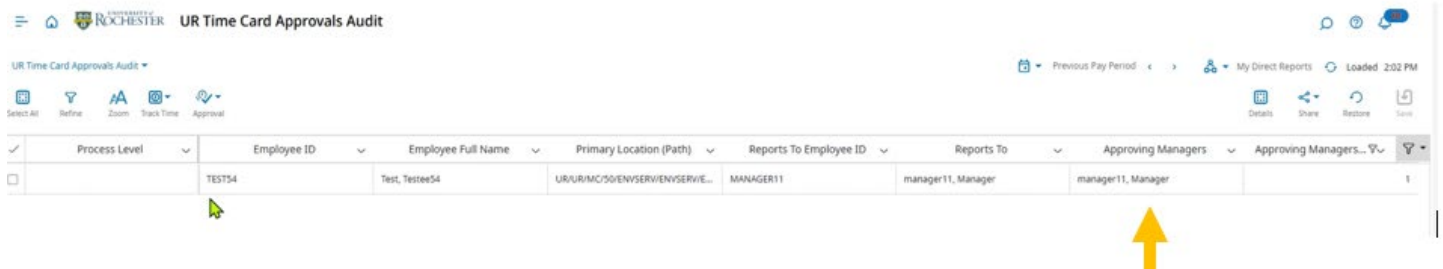 UNIVERSITY of
ROCHESTER UR Time Card Approvals Audit
UR Time Card Approvals Audit Previous Pay Period My Direct Reports Loaded 2:02 PM
Select All Refine Zoom Track Time Approval Details Share Restore Save
Process Level Employee ID Employee Full Name Primary Location (Path) Reports To Employee ID Reports To Approving Managers Approving Managers...
TEST54 Test, Testee54 UR/UR/MC/50/ENVSERV/ENVSERV/E... MANAGER11 manager11, Manager manager11, Manager 1